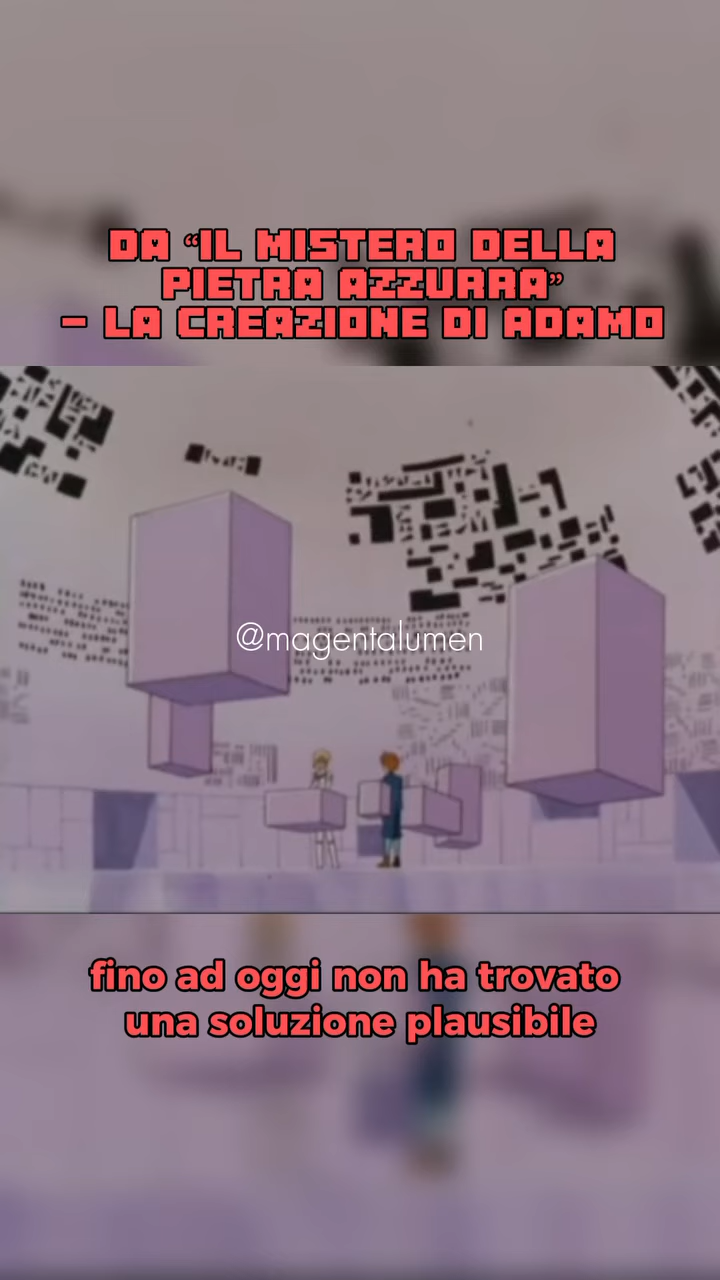 DA “IL MISTERO DELLA
PIETRA AZZURRA”
- LA CREAZIONE DI ADAMO
@magentalumen
fino ad oggi non ha trovato
una soluzione plausibile